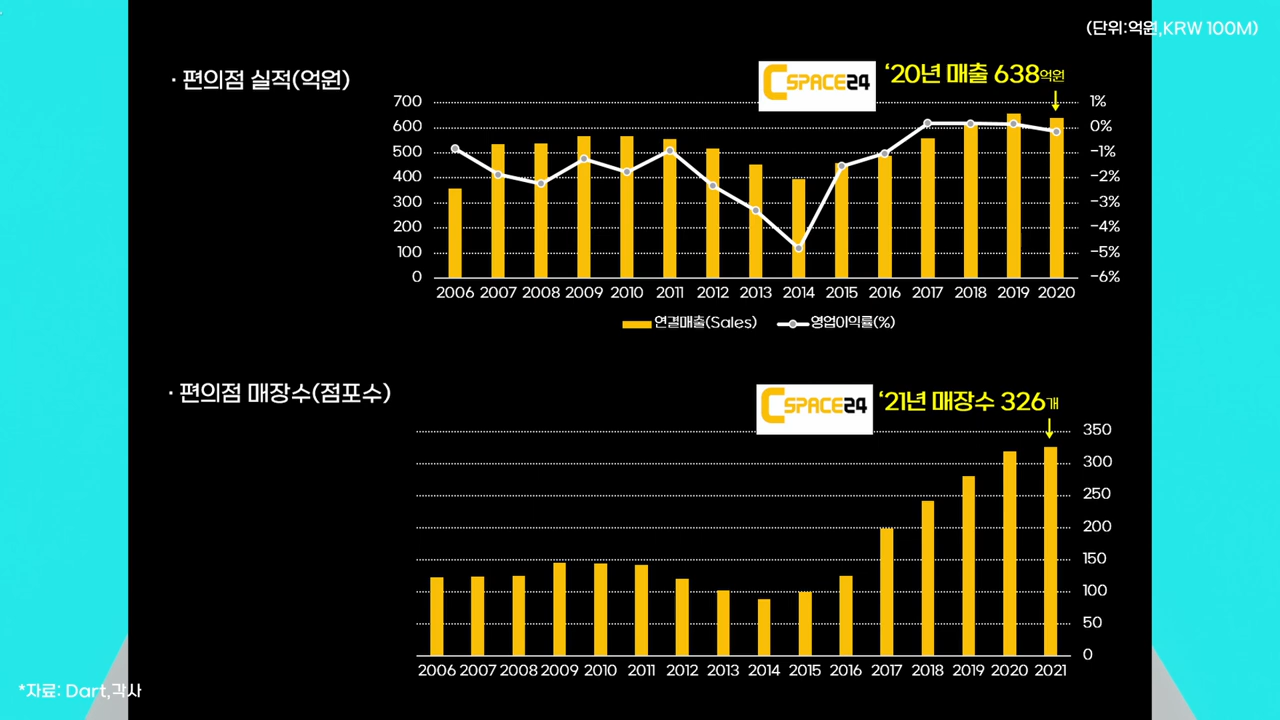 (단위:억원,KRW 100M)
· 편의점 실적(억원)
CSPACE24
‘20년 매출 638억원
700
600
500
400
300
200
100
0
1%
0%
−1%
−2%
−3%
−4%
−5%
−6%
2006 2007 2008 2009 2010 2011 2012 2013 2014 2015 2016 2017 2018 2019 2020
연결매출(Sales) 영업이익률(%)
· 편의점 매장수(점포수)
CSPACE24
‘21년 매장수 326개
350
300
250
200
150
100
50
0
2006 2007 2008 2009 2010 2011 2012 2013 2014 2015 2016 2017 2018 2019 2020 2021
*자료: Dart,각사